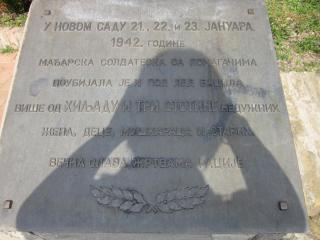 У НОВОМ САДУ 21., 22. и 23. ЈАНУАРА
1942. ГОДИНЕ
МАЂАРСКА СОЛДАТЕСКА СА ПОМАГАЧИМА
ПОУБИЈАЛА ЈЕ И ПОД ЛЕД БАЦИЛА
ВИШЕ ОД ХИЉАДУ И ТРИ СТОТИНЕ НЕДУЖНИХ
ЖЕНА, ДЕЦЕ, МУШКАРАЦА И СТАРИХ.
ВЕЧНА СЛАВА ЖРТВАМА РАЦИЈЕ